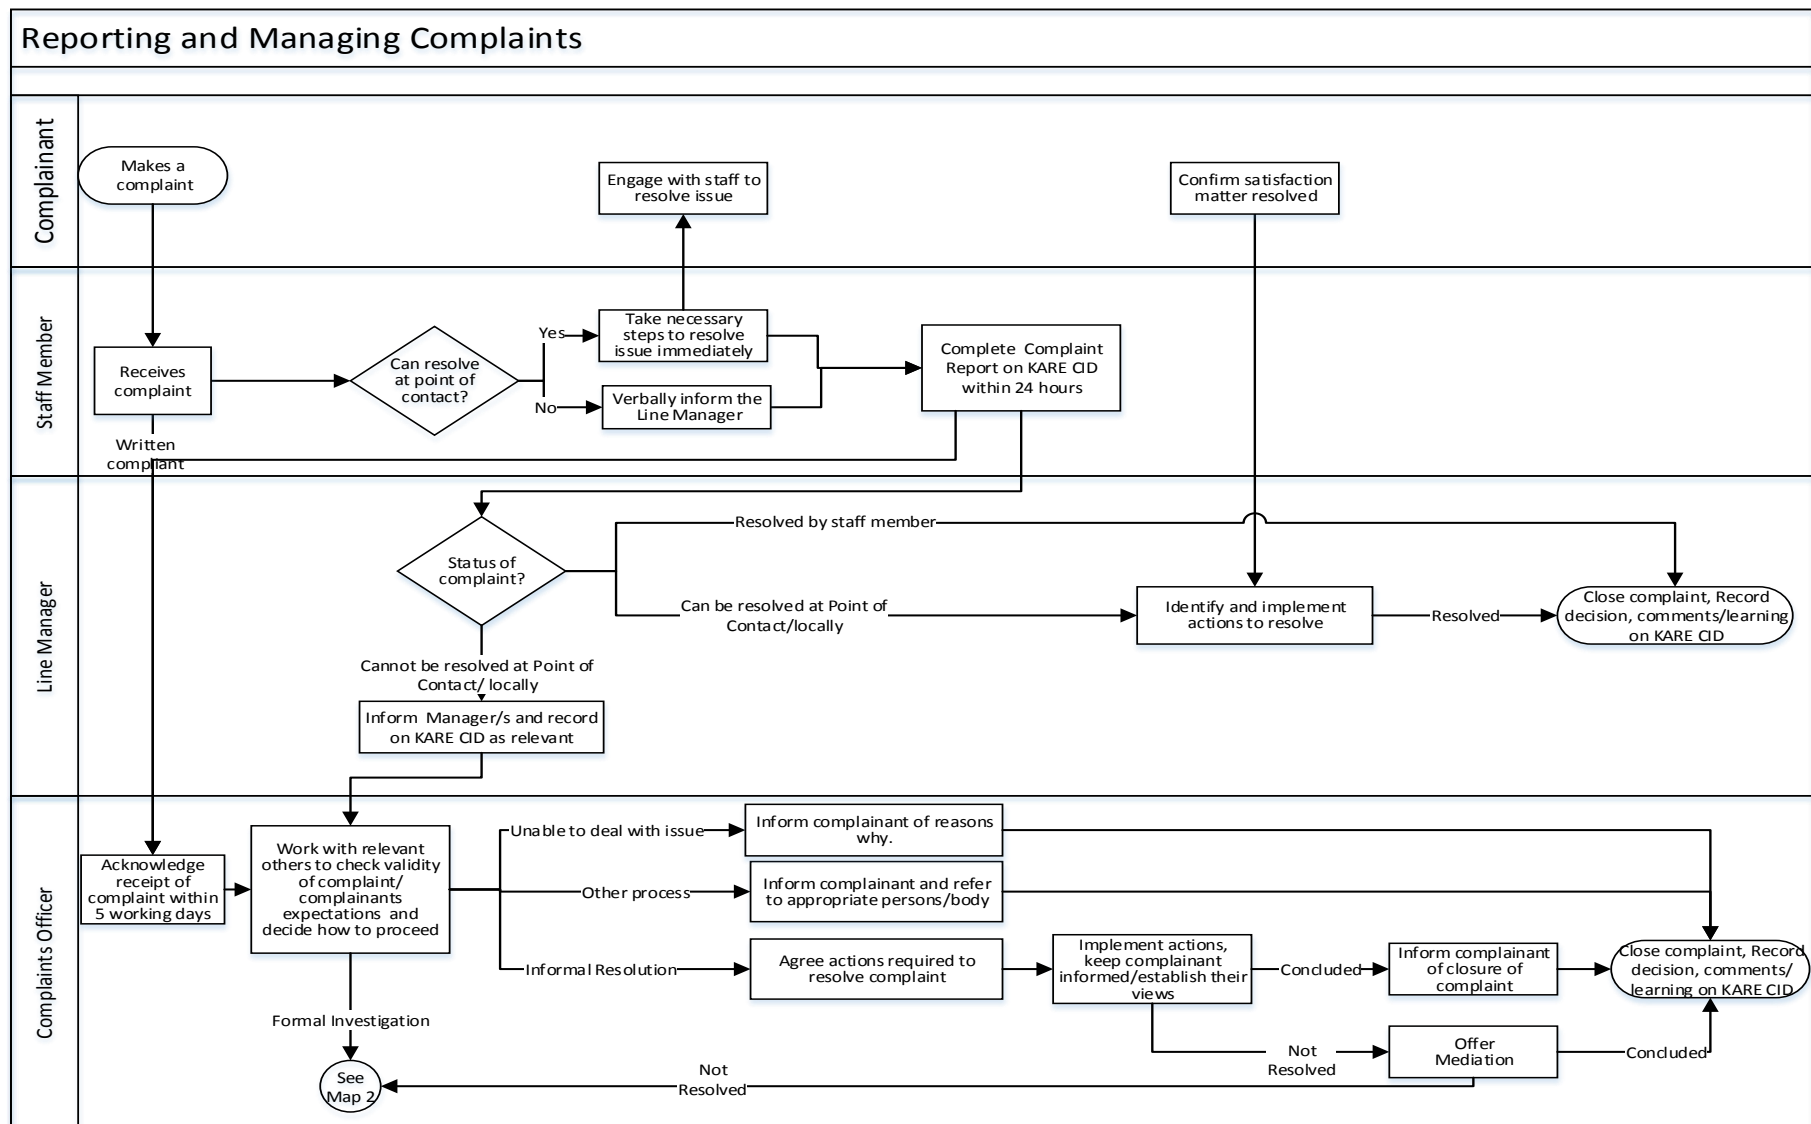 Reporting and Managing Complaints
Complainant
Makes a
complaint
Engage with staff to
resolve issue
Confirm satisfaction
matter resolved
Staff Member
Receives
complaint
Can resolve
at point of
contact?
Yes
Take necessary
steps to resolve
issue immediately
No
Verbally inform the
Line Manager
Complete Complaint
Report on KARE CID
within 24 hours
Written
compliant
Line Manager
Status of
complaint?
Resolved by staff member
Can be resolved at Point of
Contact/locally
Identify and implement
actions to resolve
Resolved
Close complaint, Record
decision, comments/learning
on KARE CID
Cannot be resolved at Point of
Contact/ locally
Inform Manager/s and record
on KARE CID as relevant
Complaints Officer
Acknowledge
receipt of
complaint within
5 working days
Work with relevant
others to check validity
of complaint/
complainants
expectations and
decide how to proceed
Unable to deal with issue
Inform complainant of reasons
why.
Other process
Inform complainant and refer
to appropriate persons/body
Informal Resolution
Agree actions required to
resolve complaint
Implement actions,
keep complainant
informed/establish their
views
Concluded
Inform complainant
of closure of
complaint
Close complaint, Record
decision, comments/
learning on KARE CID
Formal Investigation
See
Map 2
Not
Resolved
Offer
Mediation
Concluded
Not
Resolved